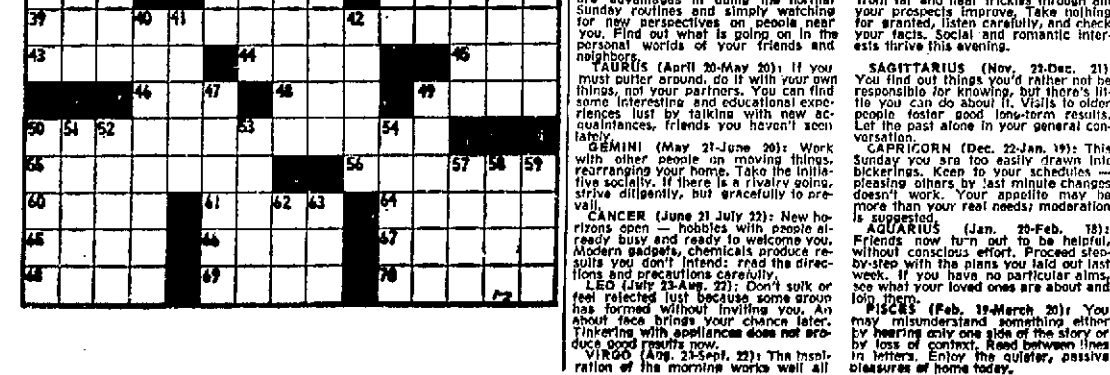 39 40 41 42
43 44 45
46 47 48 49
50 51 52 53 54
55 56 57 58 59
60 61 62 63 64
65 66 67
68 69 70
Sunday routines and simply watching
for new perspectives on people near
you. Find out what is going on in the
personal worlds of your friends and
neighbors.
TAURUS (April 20-May 20): If you
must putter around, do it with your own
things, not your partners. You can find
some interesting and educational expe-
riences just by talking with new ac-
quaintances, friends you haven't seen
lately.
GEMINI (May 21-June 20): Work
with other people on moving things,
rearranging your home. Take the initia-
tive socially. If there is a rivalry going,
strive diligently, but gracefully to pre-
vail.
CANCER (June 21 July 22): New ho-
rizons open — hobbies with people al-
ready busy and ready to welcome you.
Modern gadgets, chemicals produce re-
sults you don't intend: read the direc-
tions and precautions carefully.
LEO (July 23-Aug. 22): Don't sulk or
feel rejected just because some group
has formed without inviting you. An
about face brings your chance later.
Tinkering with appliances does not pro-
duce good results now.
VIRGO (Aug. 23-Sept. 22): The inspi-
ration of the morning works well all
from far and near trickles through all
your prospects improve. Take nothing
for granted, listen carefully, and check
your facts. Social and romantic inter-
ests thrive this evening.
SAGITTARIUS (Nov. 22-Dec. 21)
You find out things you'd rather not be
responsible for knowing, but there's lit-
tle you can do about it. Visits to older
people foster good long-term results.
Let the past alone in your general con-
versation.
CAPRICORN (Dec. 22-Jan. 19): This
Sunday you are too easily drawn into
bickerings. Keep to your schedules —
pleasing others by last minute changes
doesn't work. Your appetite may be
more than your real needs; moderation
is suggested.
AQUARIUS (Jan. 20-Feb. 18):
Friends now turn out to be helpful,
without conscious effort. Proceed step-
by-step with the plans you laid out last
week. If you have no particular aims,
see what your loved ones are about and
join them.
PISCES (Feb. 19-March 20): You
may misunderstand something either
by hearing only one side of the story or
by loss of context. Read between lines
in letters. Enjoy the quieter, passive
pleasures of home today.